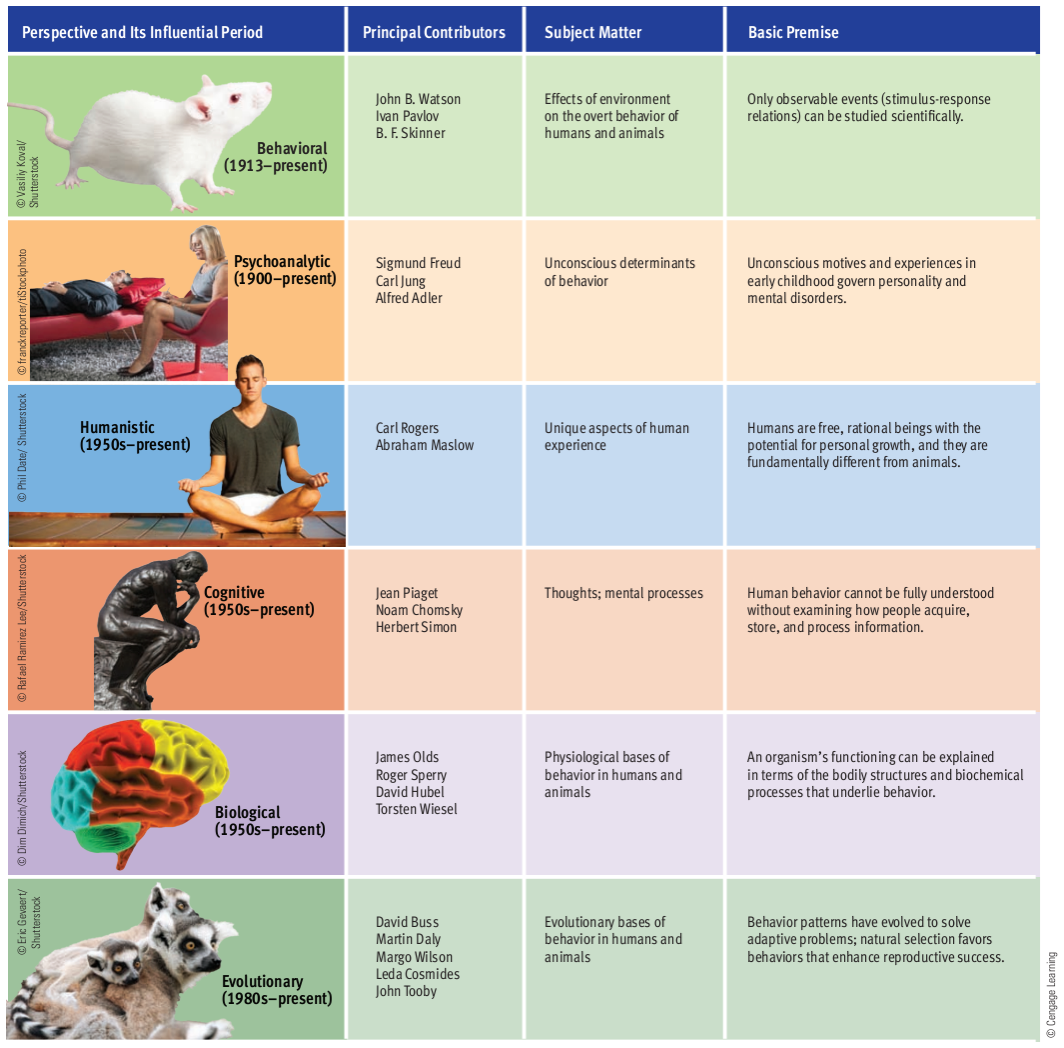 Perspective and Its Influential Period
Principal Contributors
Subject Matter
Basic Premise
© Vasiliy Koval/
Shutterstock
Behavioral
(1913–present)
John B. Watson
Ivan Pavlov
B. F. Skinner
Effects of environment
on the overt behavior of
humans and animals
Only observable events (stimulus-response
relations) can be studied scientifically.
© franckreporter/tiStockphoto
Psychoanalytic
(1900–present)
Sigmund Freud
Carl Jung
Alfred Adler
Unconscious determinants
of behavior
Unconscious motives and experiences in
early childhood govern personality and
mental disorders.
© Phil Date/ Shutterstock
Humanistic
(1950s–present)
Carl Rogers
Abraham Maslow
Unique aspects of human
experience
Humans are free, rational beings with the
potential for personal growth, and they are
fundamentally different from animals.
© Rafael Ramirez Lee/Shutterstock
Cognitive
(1950s–present)
Jean Piaget
Noam Chomsky
Herbert Simon
Thoughts; mental processes
Human behavior cannot be fully understood
without examining how people acquire,
store, and process information.
© Dim Dimich/Shutterstock
Biological
(1950s–present)
James Olds
Roger Sperry
David Hubel
Torsten Wiesel
Physiological bases of
behavior in humans and
animals
An organism’s functioning can be explained
in terms of the bodily structures and biochemical
processes that underlie behavior.
© Eric Gevaert/
Shutterstock
Evolutionary
(1980s–present)
David Buss
Martin Daly
Margo Wilson
Leda Cosmides
John Tooby
Evolutionary bases of
behavior in humans and
animals
Behavior patterns have evolved to solve
adaptive problems; natural selection favors
behaviors that enhance reproductive success.
© Cengage Learning